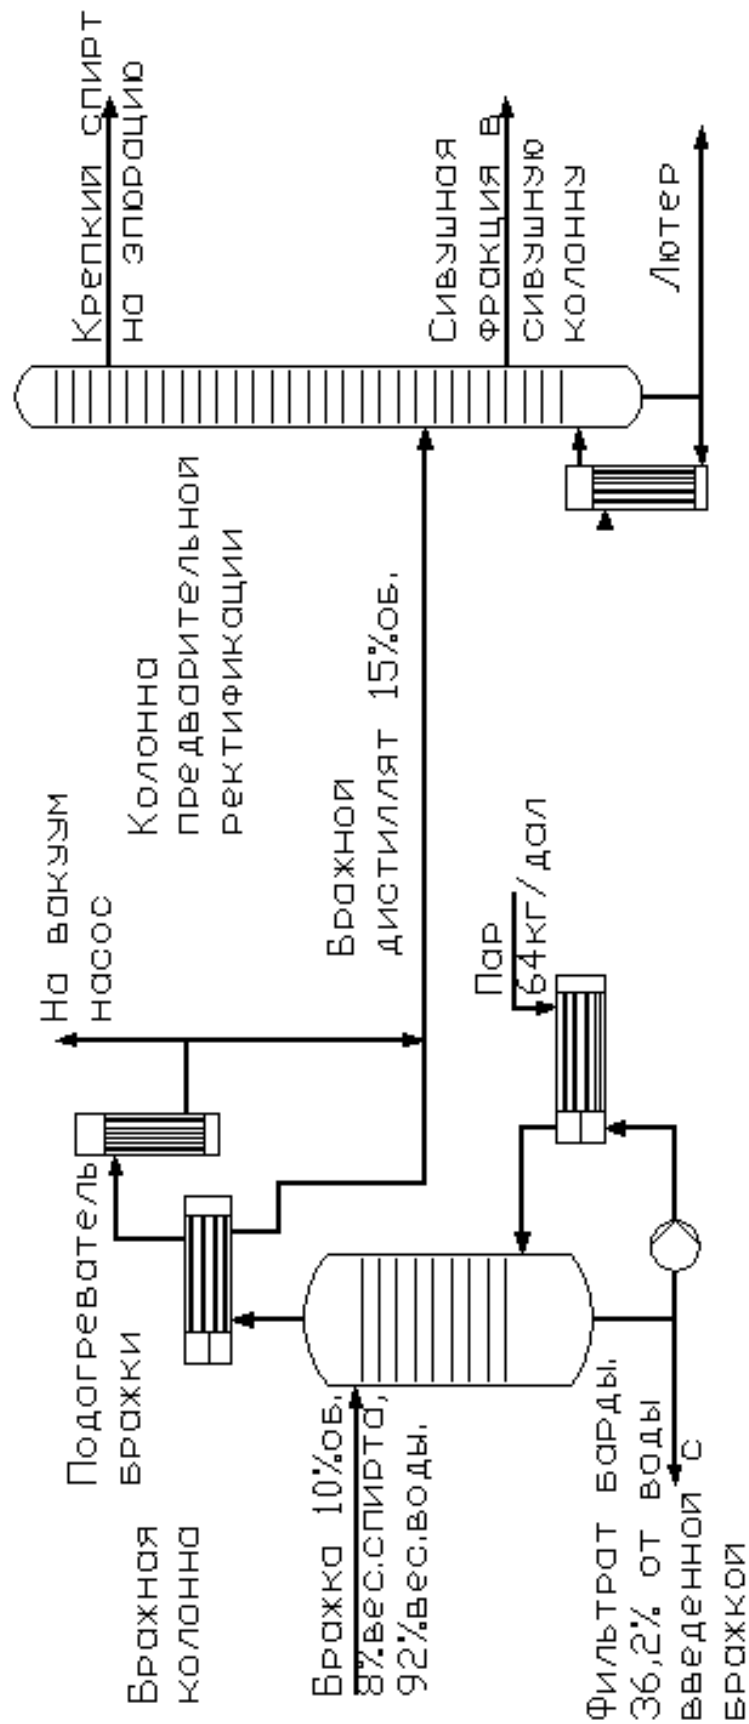 Бражная
колонна
Подогреватель
бражки
На вакуум
насос
Колонна
предварительной
ректификации
Крепкий спирт
на эпюрацию
Бражка 10%об.
8%вес.спирта,
92%вес.воды.
Бражной
дистиллят 15%об.
Сивушная
фракция в
сивушную
колонну
Пар
64кг/дал
Лютер
Фильтрат барды.
36,2% от воды
введенной с
бражкой